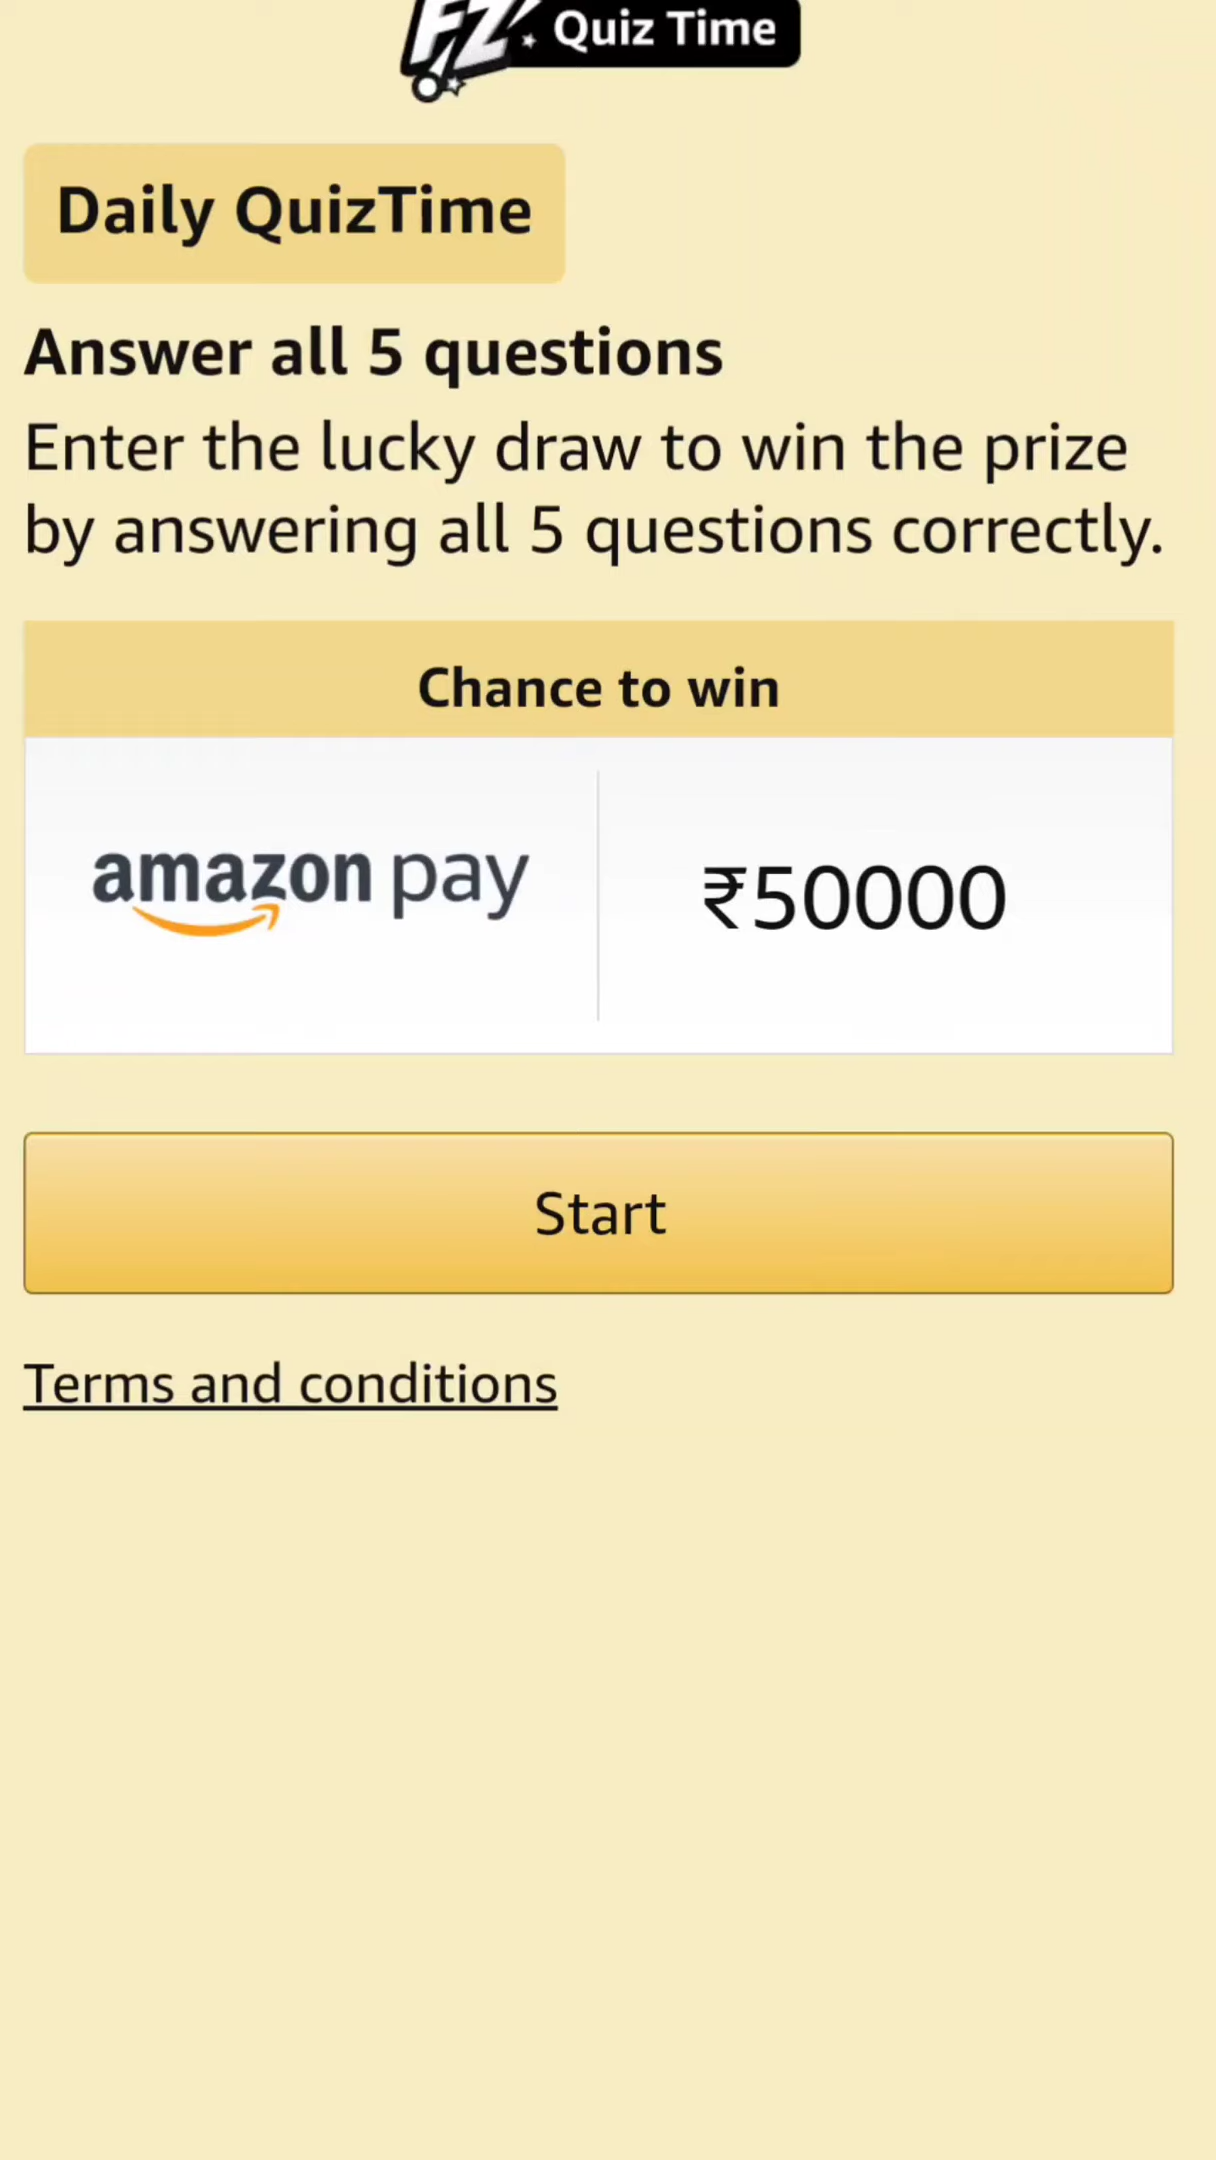 FZ Quiz Time
Daily QuizTime
Answer all 5 questions
Enter the lucky draw to win the prize
by answering all 5 questions correctly.
Chance to win
amazon pay
₹50000
Start
Terms and conditions